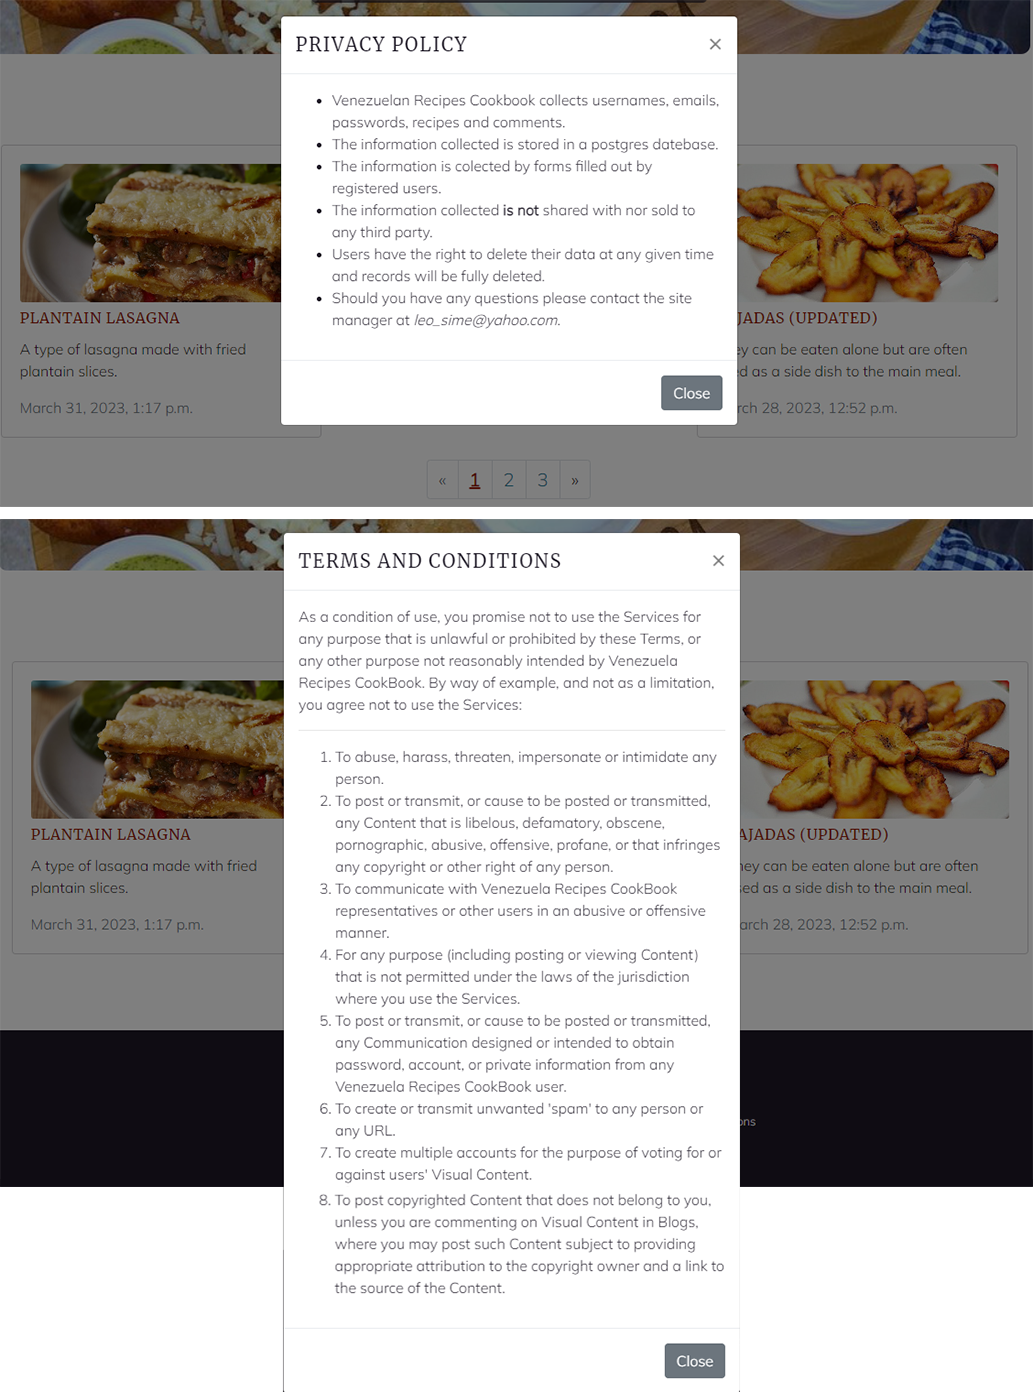 PRIVACY POLICY ×
Venezuelan Recipes Cookbook collects usernames, emails,
passwords, recipes and comments.
The information collected is stored in a postgres datebase.
The information is colected by forms filled out by
registered users.
The information collected is not shared with nor sold to
any third party.
Users have the right to delete their data at any given time
and records will be fully deleted.
Should you have any questions please contact the site
manager at leo_sime@yahoo.com.
Close
PLANTAIN LASAGNA
A type of lasagna made with fried
plantain slices.
March 31, 2023, 1:17 p.m.
JADAS (UPDATED)
ey can be eaten alone but are often
ed as a side dish to the main meal.
rch 28, 2023, 12:52 p.m.
« 1 2 3 »
TERMS AND CONDITIONS ×
As a condition of use, you promise not to use the Services for
any purpose that is unlawful or prohibited by these Terms, or
any other purpose not reasonably intended by Venezuela
Recipes CookBook. By way of example, and not as a limitation,
you agree not to use the Services:
1. To abuse, harass, threaten, impersonate or intimidate any
person.
2. To post or transmit, or cause to be posted or transmitted,
any Content that is libelous, defamatory, obscene,
pornographic, abusive, offensive, profane, or that infringes
any copyright or other right of any person.
3. To communicate with Venezuela Recipes CookBook
representatives or other users in an abusive or offensive
manner.
4. For any purpose (including posting or viewing Content)
that is not permitted under the laws of the jurisdiction
where you use the Services.
5. To post or transmit, or cause to be posted or transmitted,
any Communication designed or intended to obtain
password, account, or private information from any
Venezuela Recipes CookBook user.
6. To create or transmit unwanted 'spam' to any person or
any URL.
7. To create multiple accounts for the purpose of voting for or
against users' Visual Content.
8. To post copyrighted Content that does not belong to you,
unless you are commenting on Visual Content in Blogs,
where you may post such Content subject to providing
appropriate attribution to the copyright owner and a link to
the source of the Content.
Close
PLANTAIN LASAGNA
A type of lasagna made with fried
plantain slices.
March 31, 2023, 1:17 p.m.
AJADAS (UPDATED)
ey can be eaten alone but are often
ed as a side dish to the main meal.
arch 28, 2023, 12:52 p.m.
ons